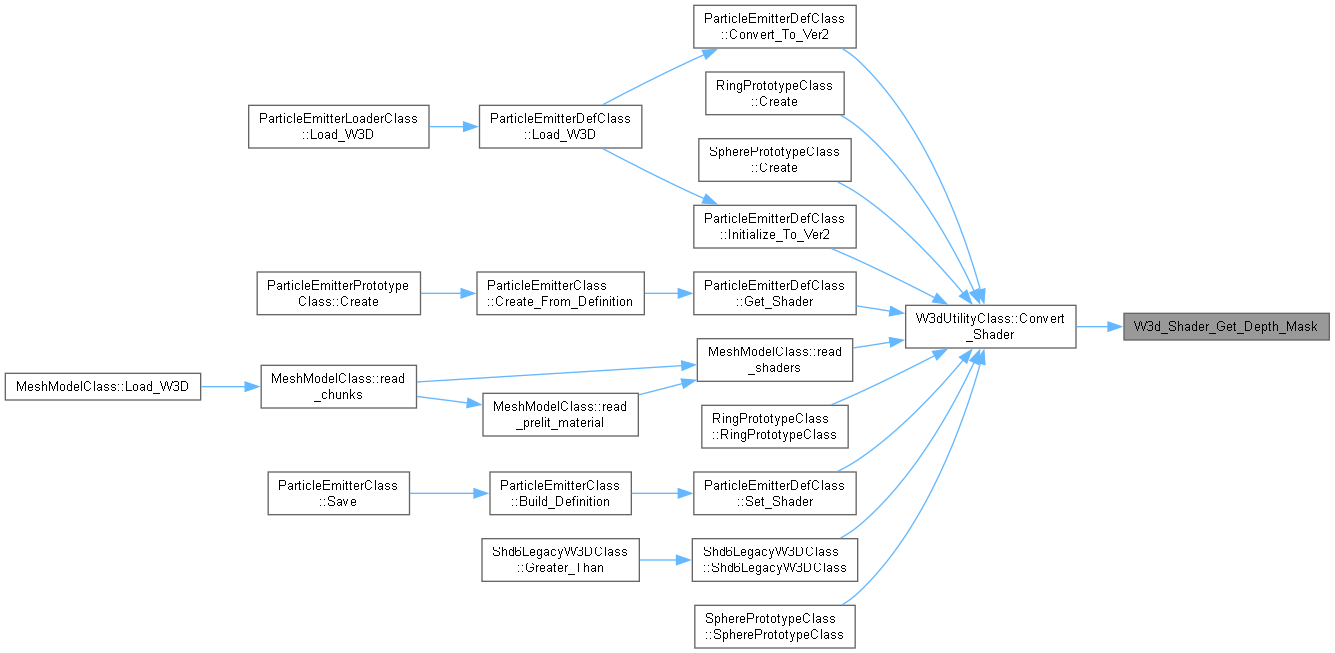 ParticleEmitterDefClass
::Convert_To_Ver2
RingPrototypeClass
::Create
ParticleEmitterLoaderClass
::Load_W3D
ParticleEmitterDefClass
::Load_W3D
SpherePrototypeClass
::Create
ParticleEmitterDefClass
::Initialize_To_Ver2
ParticleEmitterPrototype
Class::Create
ParticleEmitterClass
::Create_From_Definition
ParticleEmitterDefClass
::Get_Shader
W3dUtilityClass::Convert
_Shader
W3d_Shader_Get_Depth_Mask
MeshModelClass::read
_shaders
MeshModelClass::Load_W3D
MeshModelClass::read
_chunks
MeshModelClass::read
_prelit_material
RingPrototypeClass
::RingPrototypeClass
ParticleEmitterClass
::Save
ParticleEmitterClass
::Build_Definition
ParticleEmitterDefClass
::Set_Shader
Shd6LegacyW3DClass
::Greater_Than
Shd6LegacyW3DClass
::Shd6LegacyW3DClass
SpherePrototypeClass
::SpherePrototypeClass